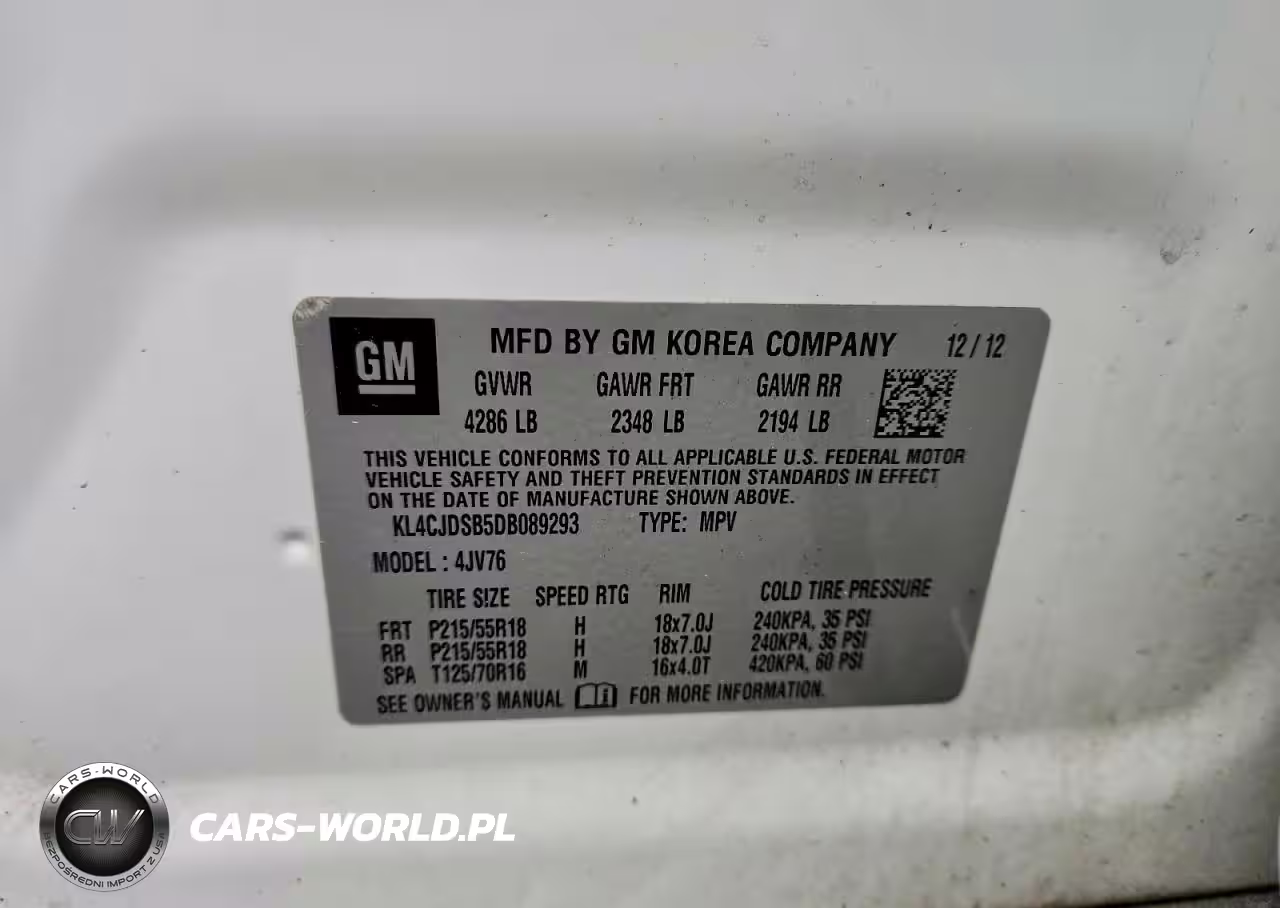 GM
MFD BY GM KOREA COMPANY 12/12
GVWR GAWR FRT GAWR RR
4286 LB 2348 LB 2194 LB
THIS VEHICLE CONFORMS TO ALL APPLICABLE U.S. FEDERAL MOTOR
VEHICLE SAFETY AND THEFT PREVENTION STANDARDS IN EFFECT
ON THE DATE OF MANUFACTURE SHOWN ABOVE.
KL4CJDSB5DB089293 TYPE: MPV
MODEL : 4JV76
TIRE SIZE SPEED RTG RIM COLD TIRE PRESSURE
FRT P215/55R18 H 18x7.0J 240KPA, 35 PSI
RR P215/55R18 H 18x7.0J 240KPA, 35 PSI
SPA T125/70R16 M 16x4.0T 420KPA, 60 PSI
SEE OWNER'S MANUAL FOR MORE INFORMATION.
CARS-WORLD
CW
BEZPOŚREDNI IMPORT Z USA
CARS-WORLD.PL